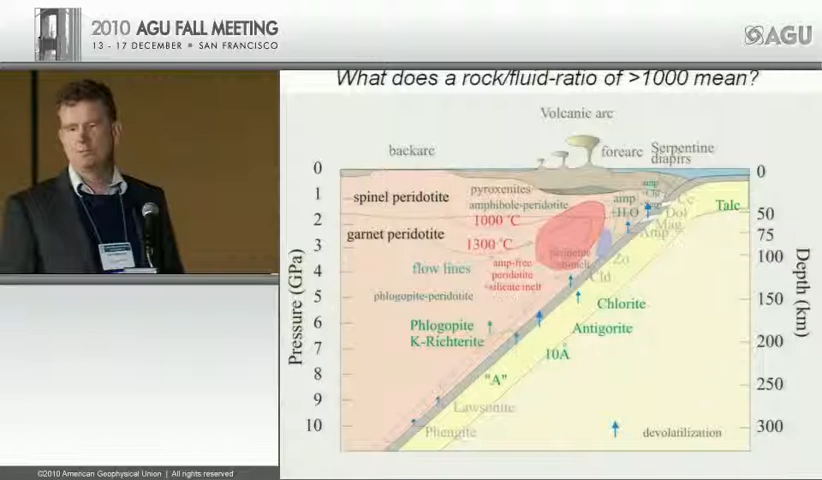 2010 AGU FALL MEETING
13 - 17 DECEMBER SAN FRANCISCO
AGU
What does a rock/fluid-ratio of >1000 mean?
Volcanic arc
backarc
forearc
Serpentine
diapirs
0
1
2
3
4
5
6
7
8
9
10
Pressure (GPa)
spinel peridotite
garnet peridotite
pyroxenites
amphibole-peridotite
1000 °C
1300 °C
flow lines
amp-free
peridotite
+silicate melt
phlogopite-peridotite
Phlogopite
K-Richterite
amp
+H2O
amp
Dol
Mag
Amp
Zo
Cld
Talc
Chlorite
Antigorite
10Å
"A"
Lawsonite
Phengite
devolatilization
0
50
75
100
150
200
250
300
Depth (km)
©2010 American Geophysical Union | All rights reserved